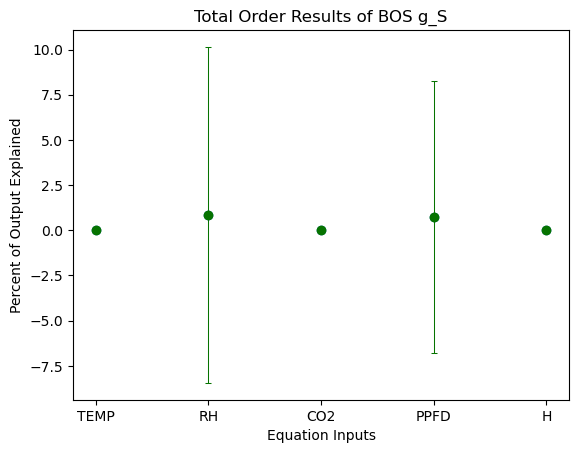 Total Order Results of BOS g_S
Percent of Output Explained
10.0
7.5
5.0
2.5
0.0
−2.5
−5.0
−7.5
TEMP RH CO2 PPFD H
Equation Inputs